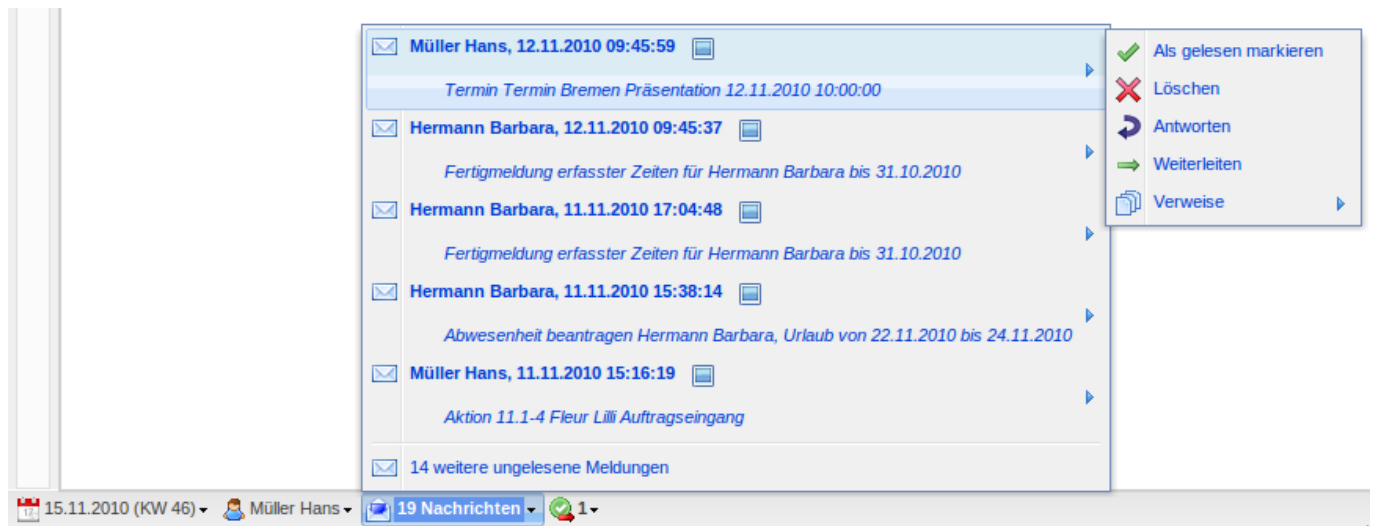 Müller Hans, 12.11.2010 09:45:59
Termin Termin Bremen Präsentation 12.11.2010 10:00:00
Hermann Barbara, 12.11.2010 09:45:37
Fertigmeldung erfasster Zeiten für Hermann Barbara bis 31.10.2010
Hermann Barbara, 11.11.2010 17:04:48
Fertigmeldung erfasster Zeiten für Hermann Barbara bis 31.10.2010
Hermann Barbara, 11.11.2010 15:38:14
Abwesenheit beantragen Hermann Barbara, Urlaub von 22.11.2010 bis 24.11.2010
Müller Hans, 11.11.2010 15:16:19
Aktion 11.1-4 Fleur Lilli Auftragseingang
14 weitere ungelesene Meldungen
Als gelesen markieren
Löschen
Antworten
Weiterleiten
Verweise
15.11.2010 (KW 46) Müller Hans 19 Nachrichten 1